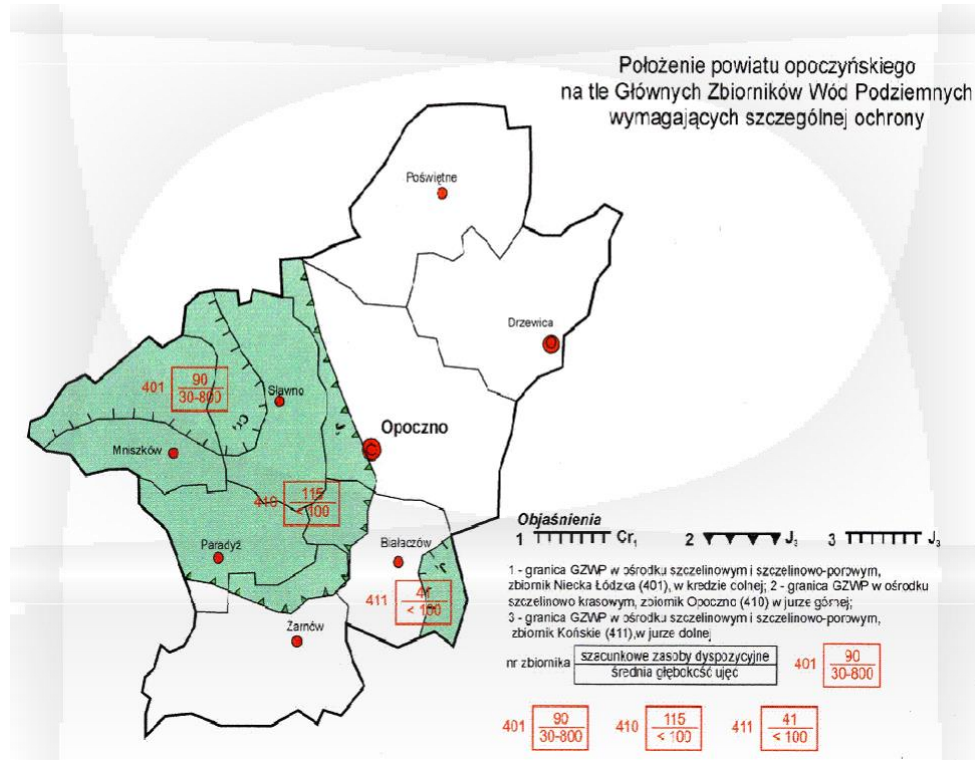 Położenie powiatu opoczyńskiego
na tle Głównych Zbiorników Wód Podziemnych
wymagających szczególnej ochrony
Poświętne
Drzewica
401 90
30-800
Sławno
Cr₁
J₃
Opoczno
Mniszków
410 115
< 100
Paradyż
Białaczów
411 41
< 100
Żarnów
Objaśnienia
1 Cr₁ 2 J₃ 3 J₃
1 - granica GZWP w ośrodku szczelinowym i szczelinowo-porowym,
zbiornik Niecka Łódzka (401), w kredzie dolnej; 2 - granica GZWP w ośrodku
szczelinowo krasowym, zbiornik Opoczno (410) w jurze górnej;
3 - granica GZWP w ośrodku szczelinowym i szczelinowo-porowym,
zbiornik Końskie (411),w jurze dolnej
nr zbiornika szacunkowe zasoby dyspozycyjne 401 90
średnia głębokość ujęć 30-800
401 90 410 115 411 41
30-800 < 100 < 100